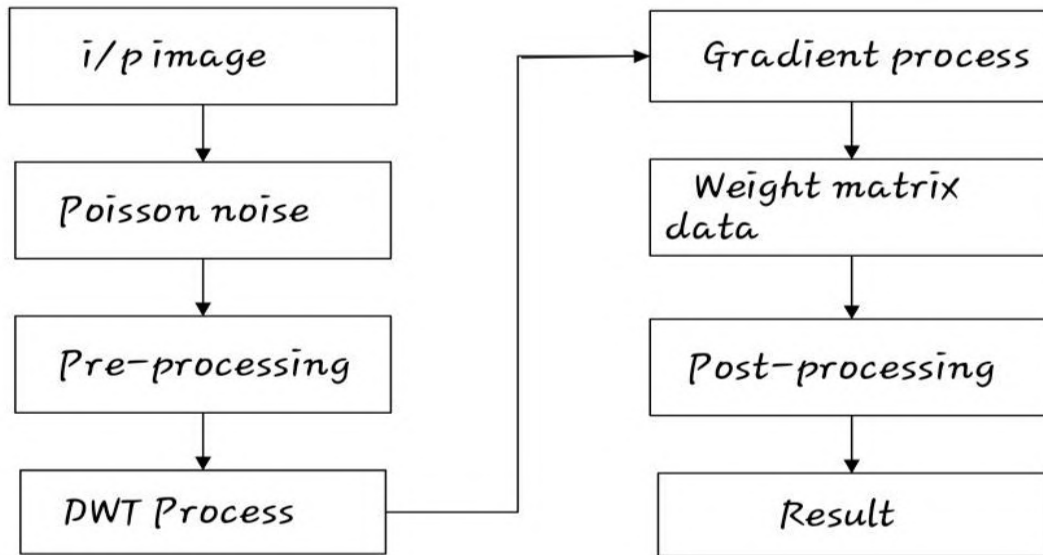 i/p image
Poisson noise
Pre-processing
DWT Process
Gradient process
Weight matrix
data
Post-processing
Result